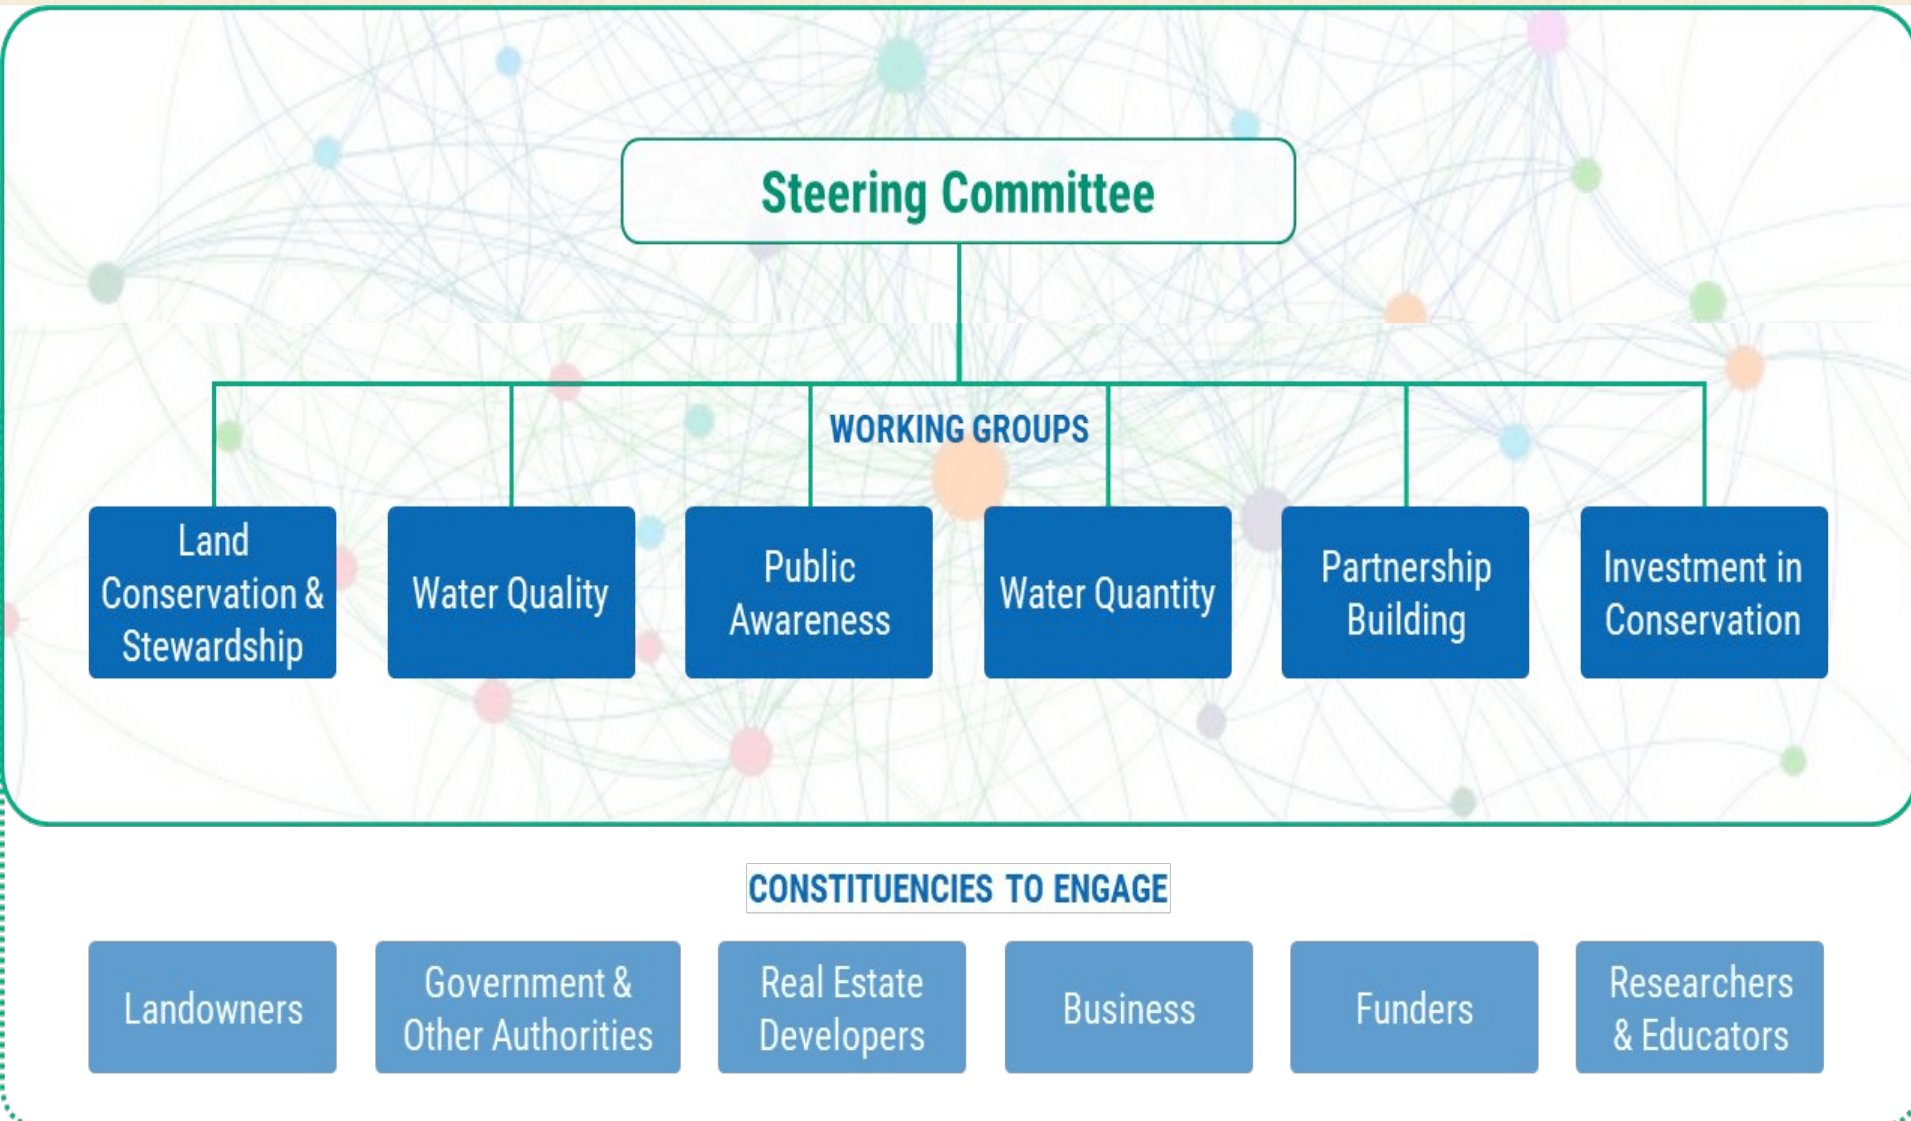 Steering Committee
WORKING GROUPS
Land
Conservation &
Stewardship
Water Quality
Public
Awareness
Water Quantity
Partnership
Building
Investment in
Conservation
CONSTITUENCIES TO ENGAGE
Landowners
Government &
Other Authorities
Real Estate
Developers
Business
Funders
Researchers
& Educators